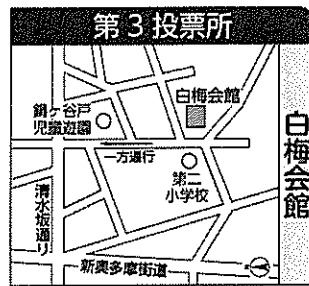 第3投票所
白梅会館
鍋ヶ谷戸
児童遊園
白梅会館
一方通行
第二
小学校
清水坂通り
新奥多摩街道